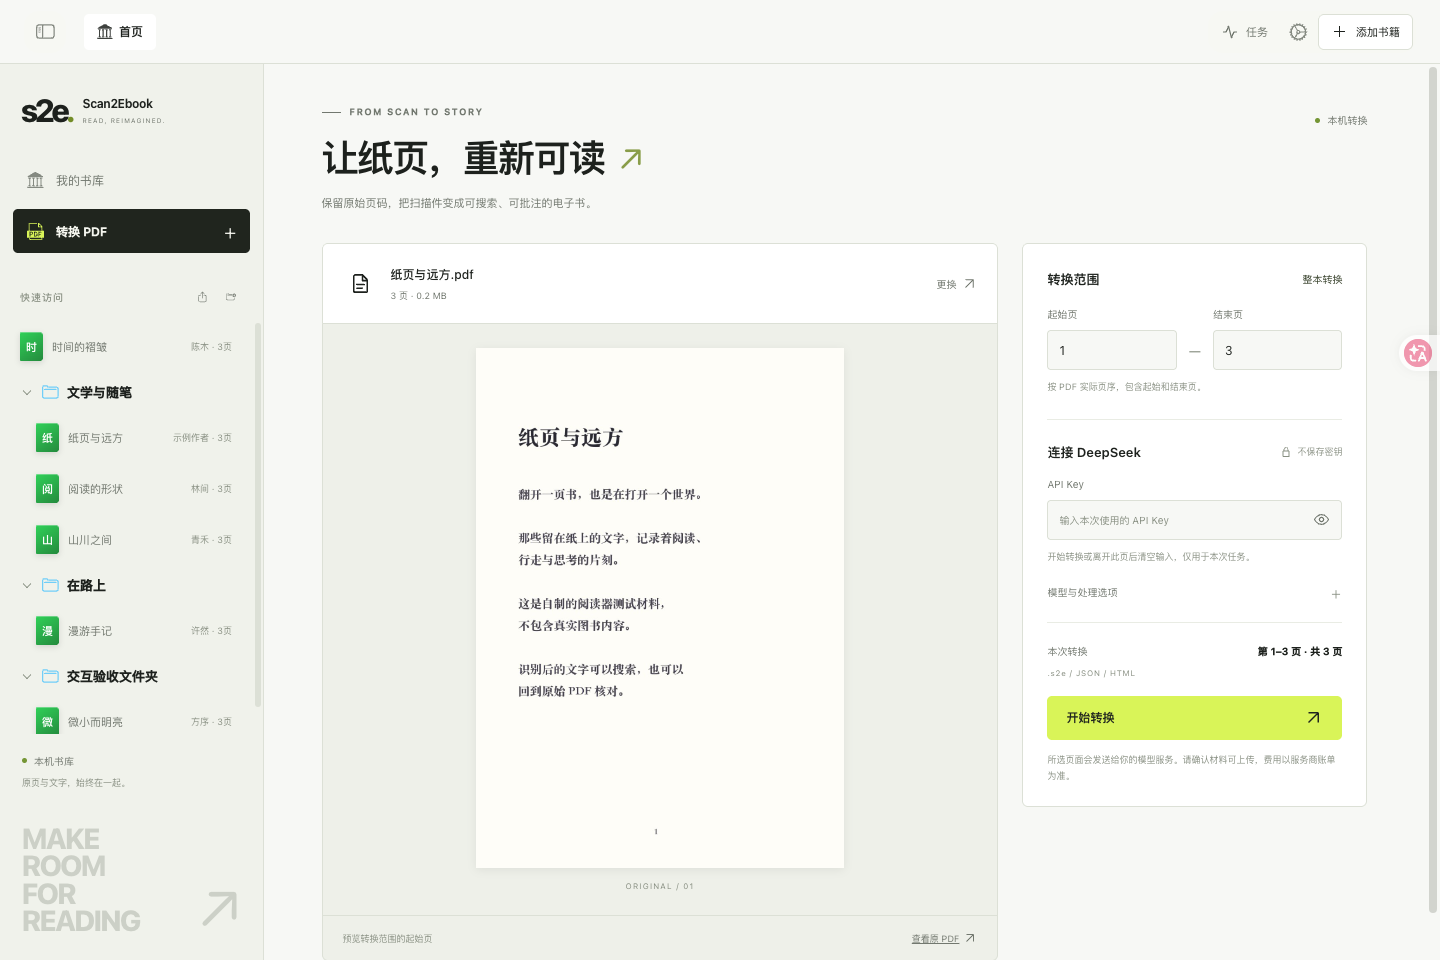 首页
任务
添加书籍
s2e.
Scan2Ebook
READ, REIMAGINED.
我的书库
PDF
转换 PDF
快速访问
时
时间的褶皱
陈木 · 3页
文学与随笔
纸
纸页与远方
示例作者 · 3页
阅
阅读的形状
林间 · 3页
山
山川之间
青禾 · 3页
在路上
漫
漫游手记
许然 · 3页
交互验收文件夹
微
微小而明亮
方序 · 3页
本机书库
原页与文字，始终在一起。
MAKE
ROOM
FOR
READING
FROM SCAN TO STORY
本机转换
让纸页，重新可读
保留原始页码，把扫描件变成可搜索、可批注的电子书。
纸页与远方.pdf
3 页 · 0.2 MB
更换
纸页与远方
翻开一页书，也是在打开一个世界。
那些留在纸上的文字，记录着阅读、
行走与思考的片刻。
这是自制的阅读器测试材料，
不包含真实图书内容。
识别后的文字可以搜索，也可以
回到原始 PDF 核对。
1
ORIGINAL / 01
预览转换范围的起始页
查看原 PDF
转换范围
整本转换
起始页
结束页
1
—
3
按 PDF 实际页序，包含起始和结束页。
连接 DeepSeek
不保存密钥
API Key
输入本次使用的 API Key
开始转换或离开此页后清空输入，仅用于本次任务。
模型与处理选项
本次转换
第 1–3 页 · 共 3 页
.s2e / JSON / HTML
开始转换
所选页面会发送给你的模型服务。请确认材料可上传，费用以服务商账单
为准。